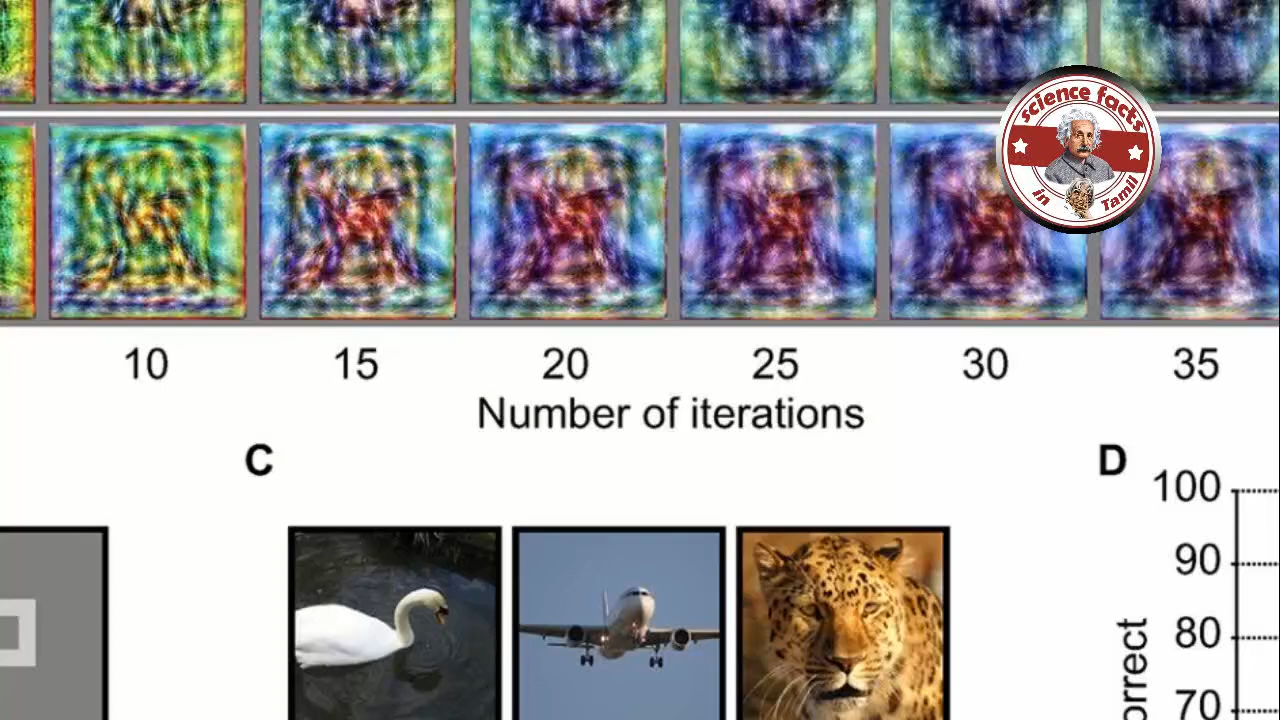 science facts
in Tamil
10 15 20 25 30 35
Number of iterations
C
D
100
90
80
70
orrect